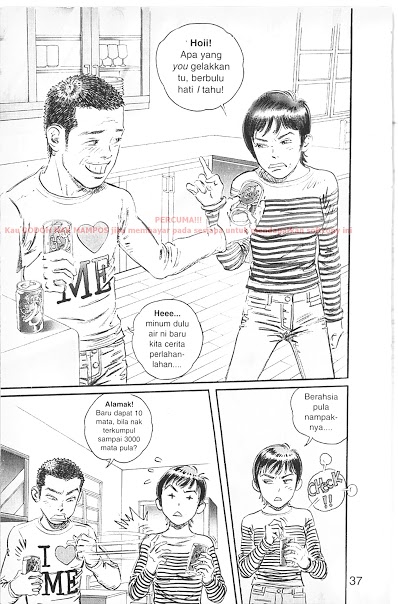 Hoii!
Apa yang
you gelakkan
tu, berbulu
hati I tahu!
PERCUMA!!!
I
ME
Heee...
minum dulu
air ni baru
kita cerita
perlahan-
lahan....
Alamak!
Baru dapat 10
mata, bila nak
terkumpul
sampai 3000
mata pula?
Berahsia
pula
nampak-
nya....
CHECK
!!
I
ME
37